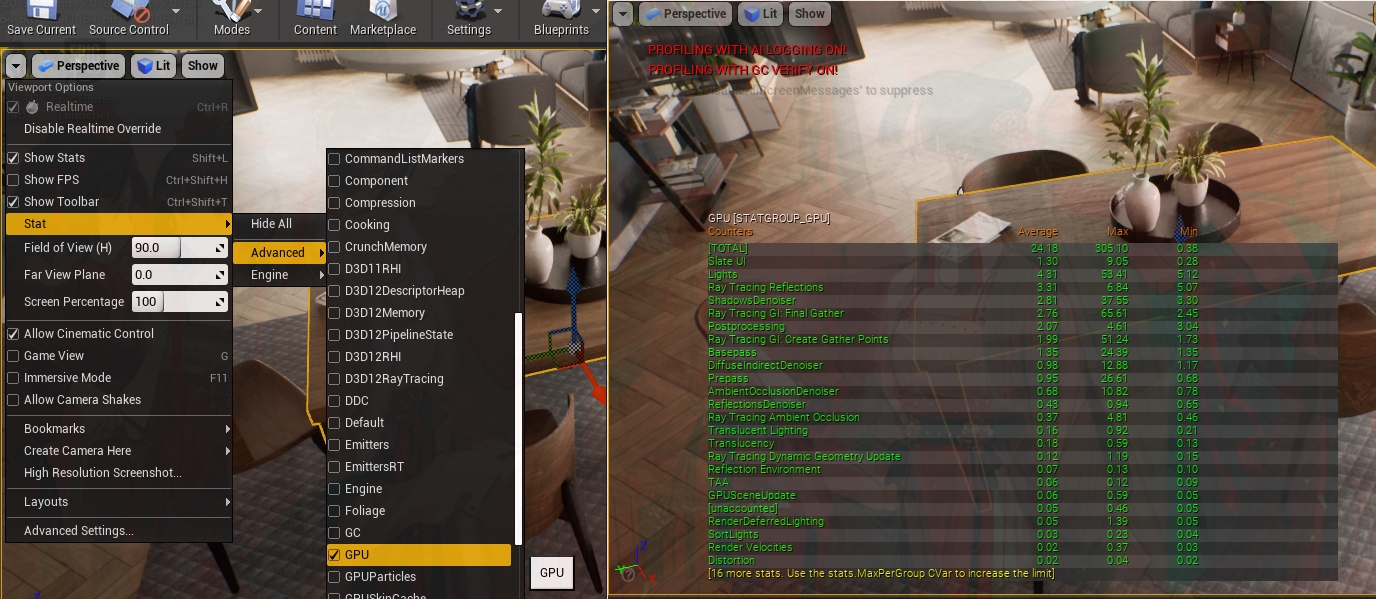 Save Current Source Control Modes Content Marketplace Settings Blueprints
Perspective Lit Show
Viewport Options
Realtime Ctrl+R
Disable Realtime Override
Show Stats Shift+L
Show FPS Ctrl+Shift+H
Show Toolbar Ctrl+Shift+T
Stat
Field of View (H) 90.0
Far View Plane 0.0
Screen Percentage 100
Allow Cinematic Control
Game View G
Immersive Mode F11
Allow Camera Shakes
Bookmarks
Create Camera Here
High Resolution Screenshot...
Layouts
Advanced Settings...
Hide All
Advanced
Engine
CommandListMarkers
Component
Compression
Cooking
CrunchMemory
D3D11RHI
D3D12DescriptorHeap
D3D12Memory
D3D12PipelineState
D3D12RHI
D3D12RayTracing
DDC
Default
Emitters
EmittersRT
Engine
Foliage
GC
GPU
GPUParticles
GPUSkinCache
GPU
Z
Perspective Lit Show
PROFILING WITH AI LOGGING ON!
PROFILING WITH GC VERIFY ON!
ScreenMessages' to suppress
GPU [STATGROUP_GPU]
Counters Average Max Min
[TOTAL] 24.18 305.10 0.38
Slate UI 1.30 9.05 0.28
Lights 4.31 53.41 5.12
Ray Tracing Reflections 3.31 6.84 5.07
ShadowsDenoiser 2.81 37.55 3.30
Ray Tracing GI: Final Gather 2.76 65.61 2.45
Postprocessing 2.07 4.61 3.04
Ray Tracing GI: Create Gather Points 1.99 51.24 1.73
Basepass 1.35 24.39 1.35
DiffuseIndirectDenoiser 0.98 12.88 1.17
Prepass 0.95 26.61 0.68
AmbientOcclusionDenoiser 0.68 10.82 0.78
ReflectionsDenoiser 0.43 0.94 0.65
Ray Tracing Ambient Occlusion 0.37 4.81 0.46
Translucent Lighting 0.16 0.92 0.21
Translucency 0.18 0.59 0.13
Ray Tracing Dynamic Geometry Update 0.12 1.19 0.15
Reflection Environment 0.07 0.13 0.10
TAA 0.06 0.12 0.09
GPUSceneUpdate 0.06 0.59 0.05
[unaccounted] 0.05 0.46 0.05
RenderDeferredLighting 0.05 1.39 0.05
SortLights 0.03 0.23 0.04
Render Velocities 0.02 0.37 0.03
Distortion 0.02 0.04 0.02
[16 more stats. Use the stats.MaxPerGroup CVar to increase the limit]
Z
Y
X